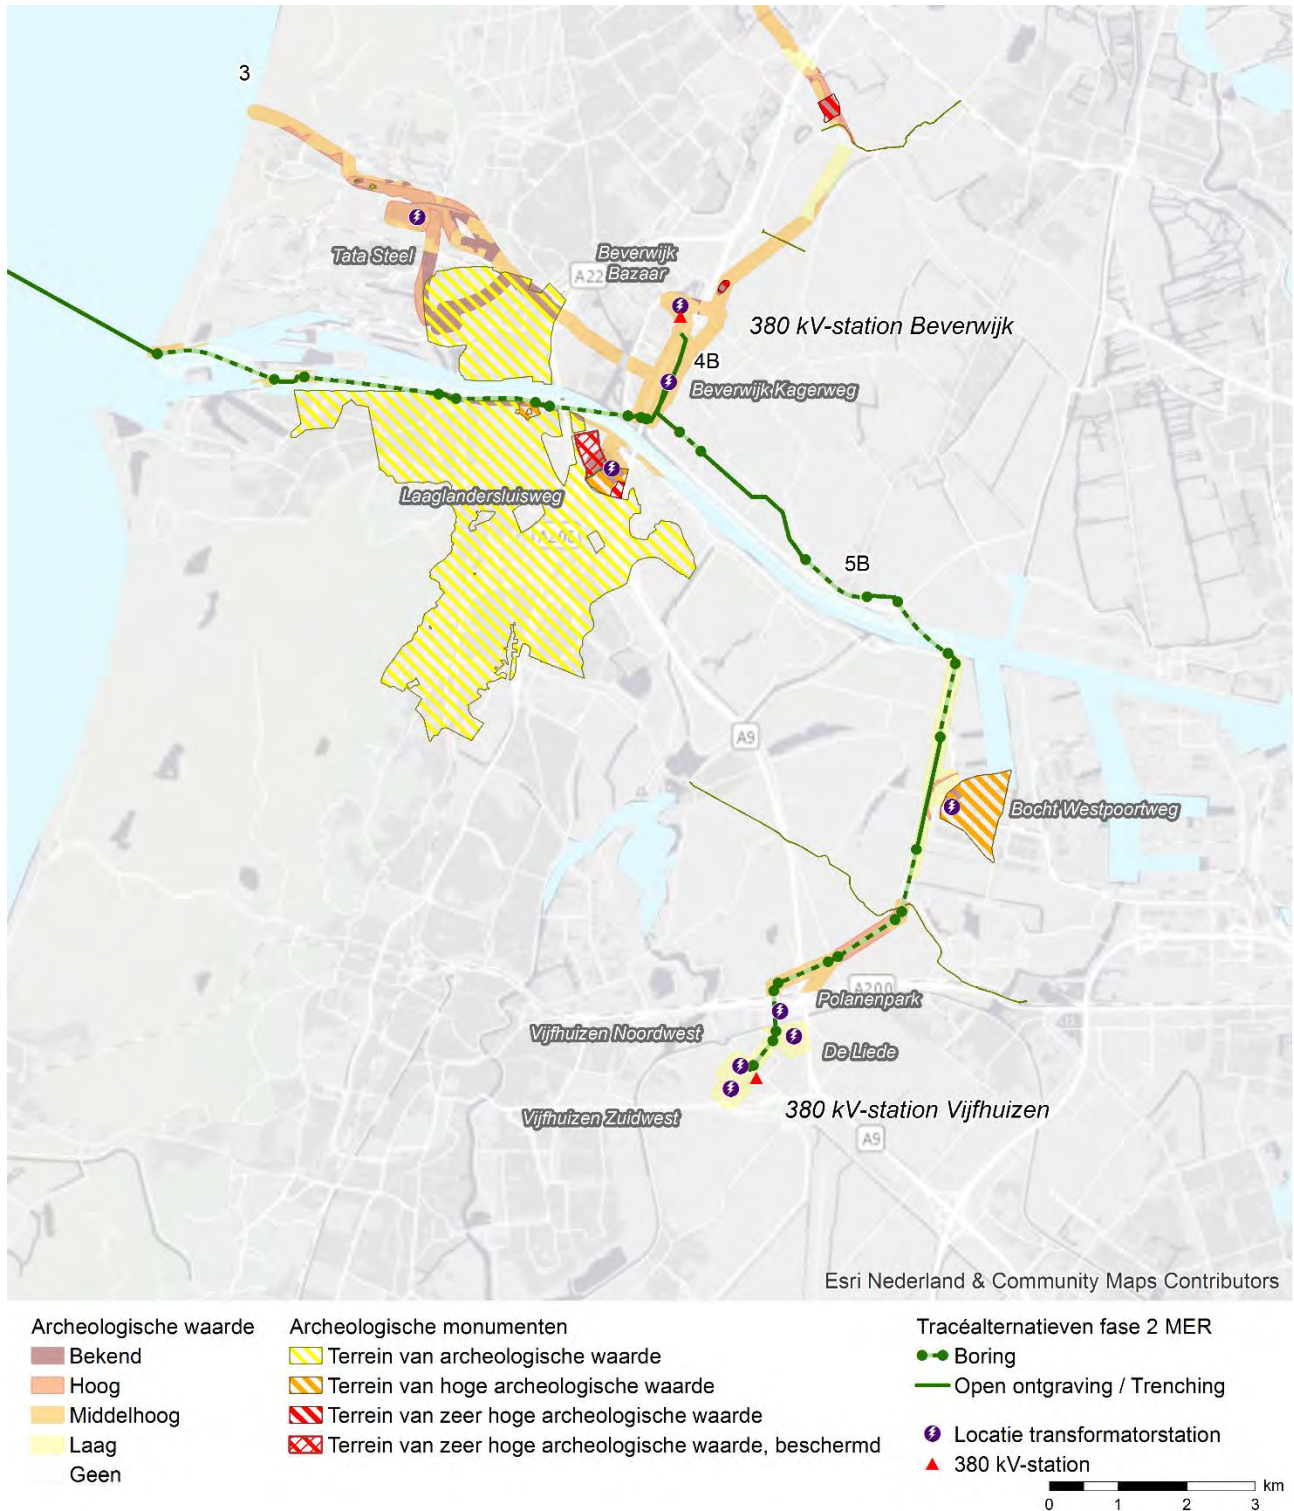 3
Tata Steel
A22
Beverwijk
Bazaar
380 kV-station Beverwijk
4B
Beverwijk Kagerweg
Laaglandersluisweg
A208
5B
A9
Bocht Westpoortweg
A200
Polanenpark
Vijfhuizen Noordwest
De Liede
380 kV-station Vijfhuizen
Vijfhuizen Zuidwest
A9
Esri Nederland & Community Maps Contributors
Archeologische waarde
Bekend
Hoog
Middelhoog
Laag
Geen
Archeologische monumenten
Terrein van archeologische waarde
Terrein van hoge archeologische waarde
Terrein van zeer hoge archeologische waarde
Terrein van zeer hoge archeologische waarde, beschermd
Tracéalternatieven fase 2 MER
Boring
Open ontgraving / Trenching
Locatie transformatorstation
380 kV-station
km
0 1 2 3